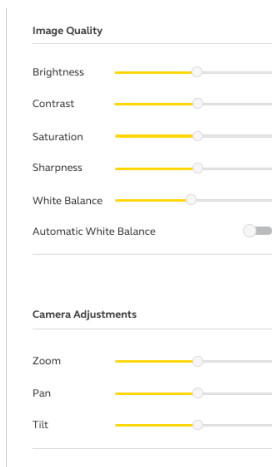 Image Quality
Brightness
Contrast
Saturation
Sharpness
White Balance
Automatic White Balance
Camera Adjustments
Zoom
Pan
Tilt